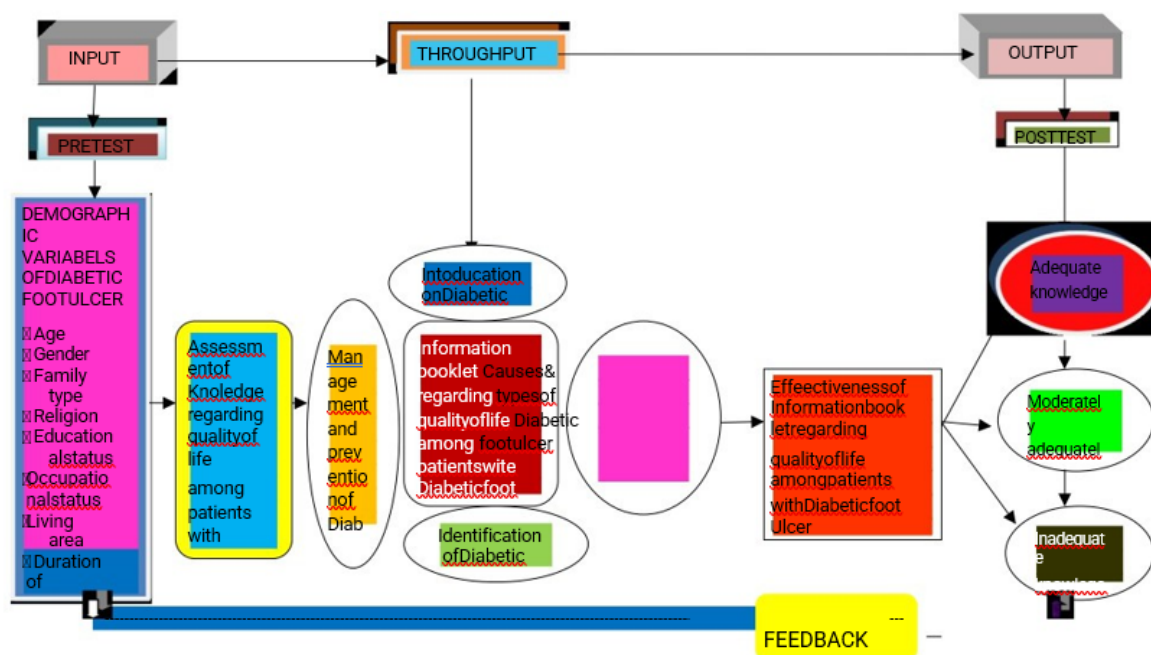 INPUT
THROUGHPUT
OUTPUT
PRETEST
POSTTEST
DEMOGRAPH
IC
VARIABELS
OFDIABETIC
FOOTULCER
Age
Gender
Family
type
Religion
Education
alstatus
Occupatio
nalstatus
Living
area
Duration
of
Assessm
entof
Knoledge
regarding
qualityof
life
among
patients
with
Man
age
ment
and
prev
entio
nof
Diab
Intoducation
onDiabetic
Information
booklet Causes&
regarding typesof
qualityoflife Diabetic
among footulcer
patientswite
Diabeticfoot
Identification
ofDiabetic
Effeectivenessof
Informationbook
letregarding
qualityoflife
amongpatients
withDiabeticfoot
Ulcer
Adequate
knowledge
Moderatel
y
adequatel
Inadequat
e
FEEDBACK